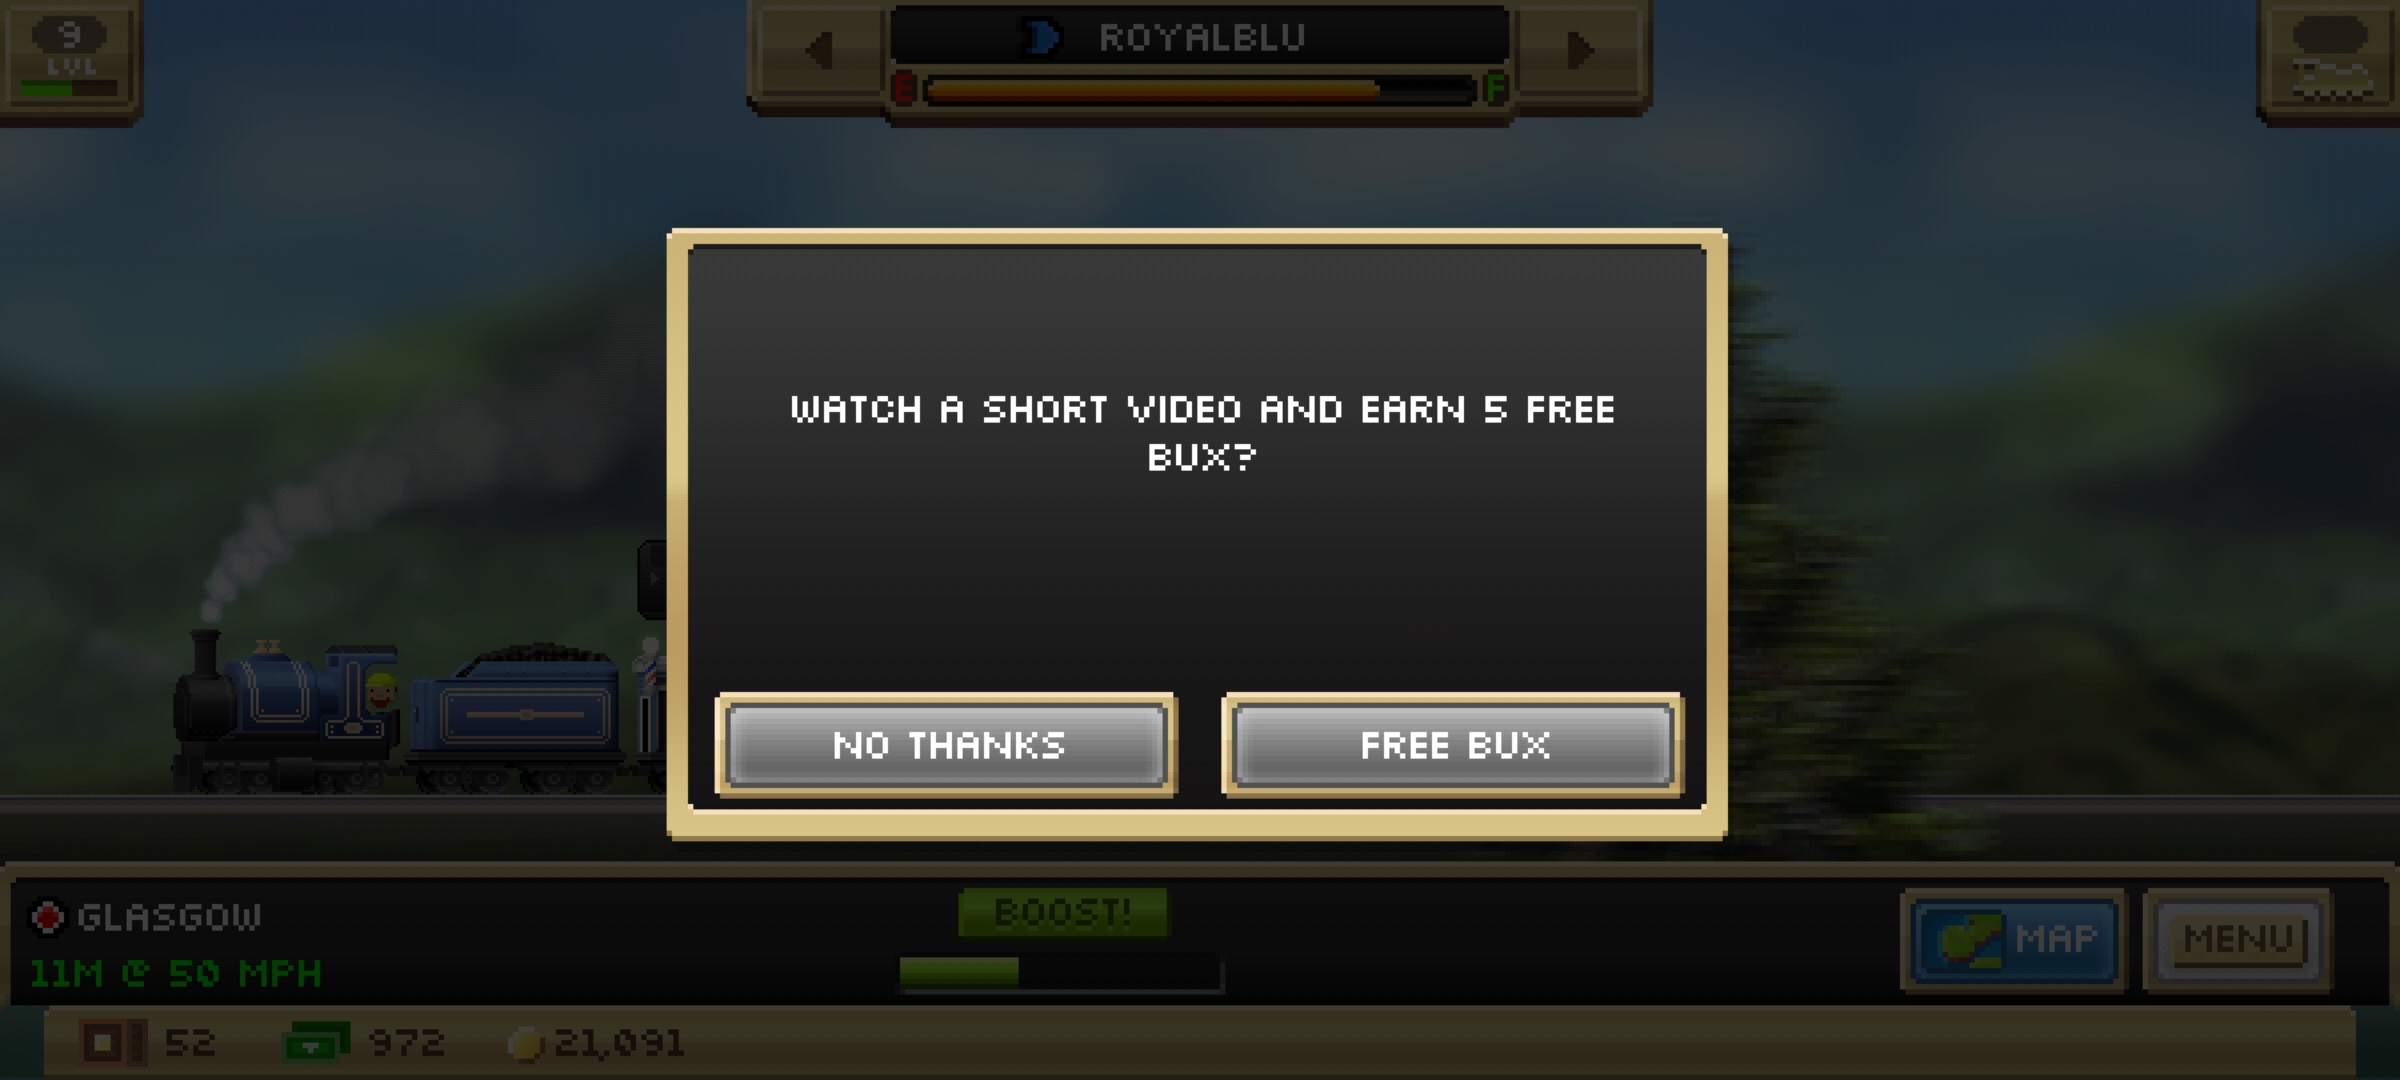 9
LVL
ROYALBLU
E F
WATCH A SHORT VIDEO AND EARN 5 FREE
BUX?
NO THANKS
FREE BUX
GLASGOW
11M @ 50 MPH
BOOST!
MAP
MENU
52
972
21,091